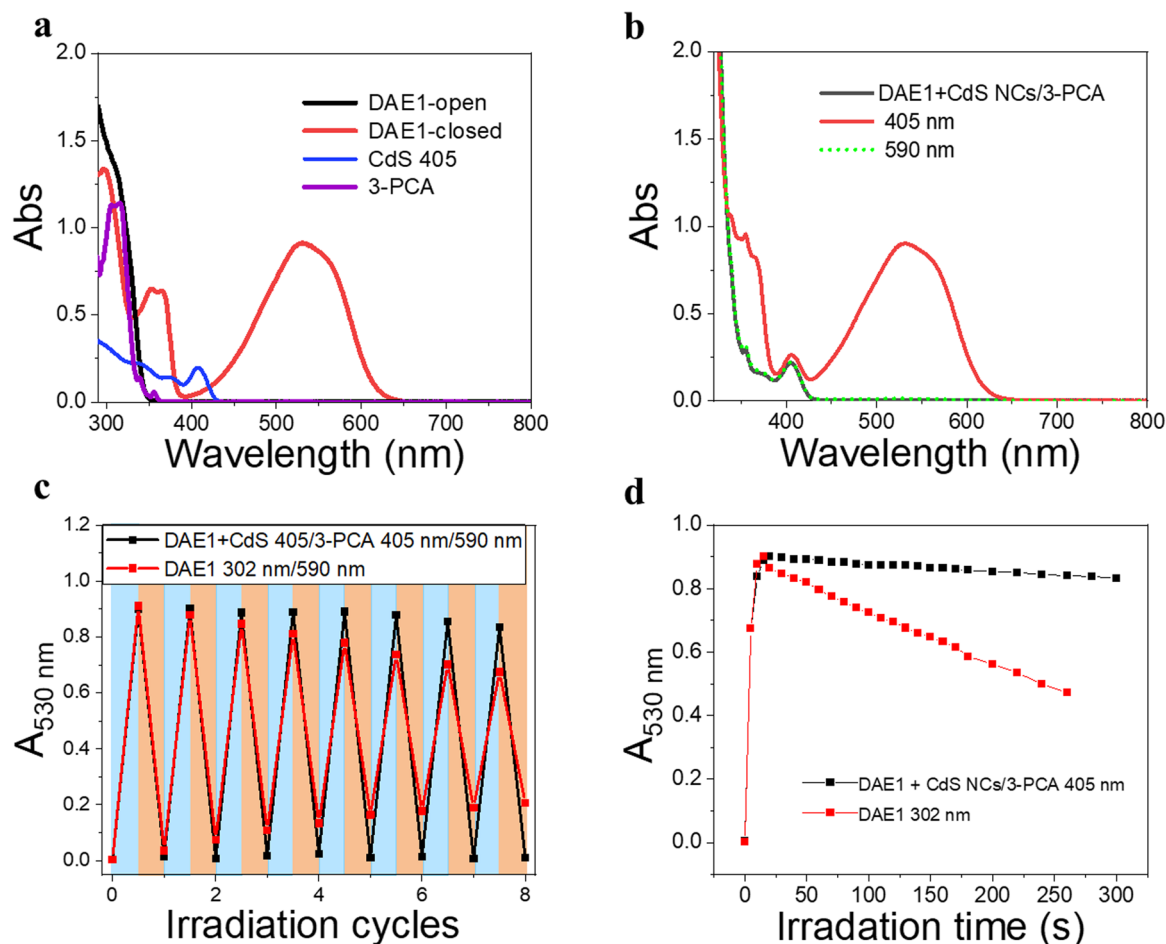 a
2.0
1.5
1.0
0.5
0.0
Abs
DAE1-open
DAE1-closed
CdS 405
3-PCA
300 400 500 600 700 800
Wavelength (nm)
b
2.0
1.5
1.0
0.5
0.0
Abs
DAE1+CdS NCs/3-PCA
405 nm
590 nm
400 500 600 700 800
Wavelength (nm)
c
1.2
1.0
0.8
0.6
0.4
0.2
0.0
A530 nm
DAE1+CdS 405/3-PCA 405 nm/590 nm
DAE1 302 nm/590 nm
0 2 4 6 8
Irradiation cycles
d
1.0
0.8
0.6
0.4
0.2
0.0
A530 nm
DAE1 + CdS NCs/3-PCA 405 nm
DAE1 302 nm
0 50 100 150 200 250 300
Irradation time (s)